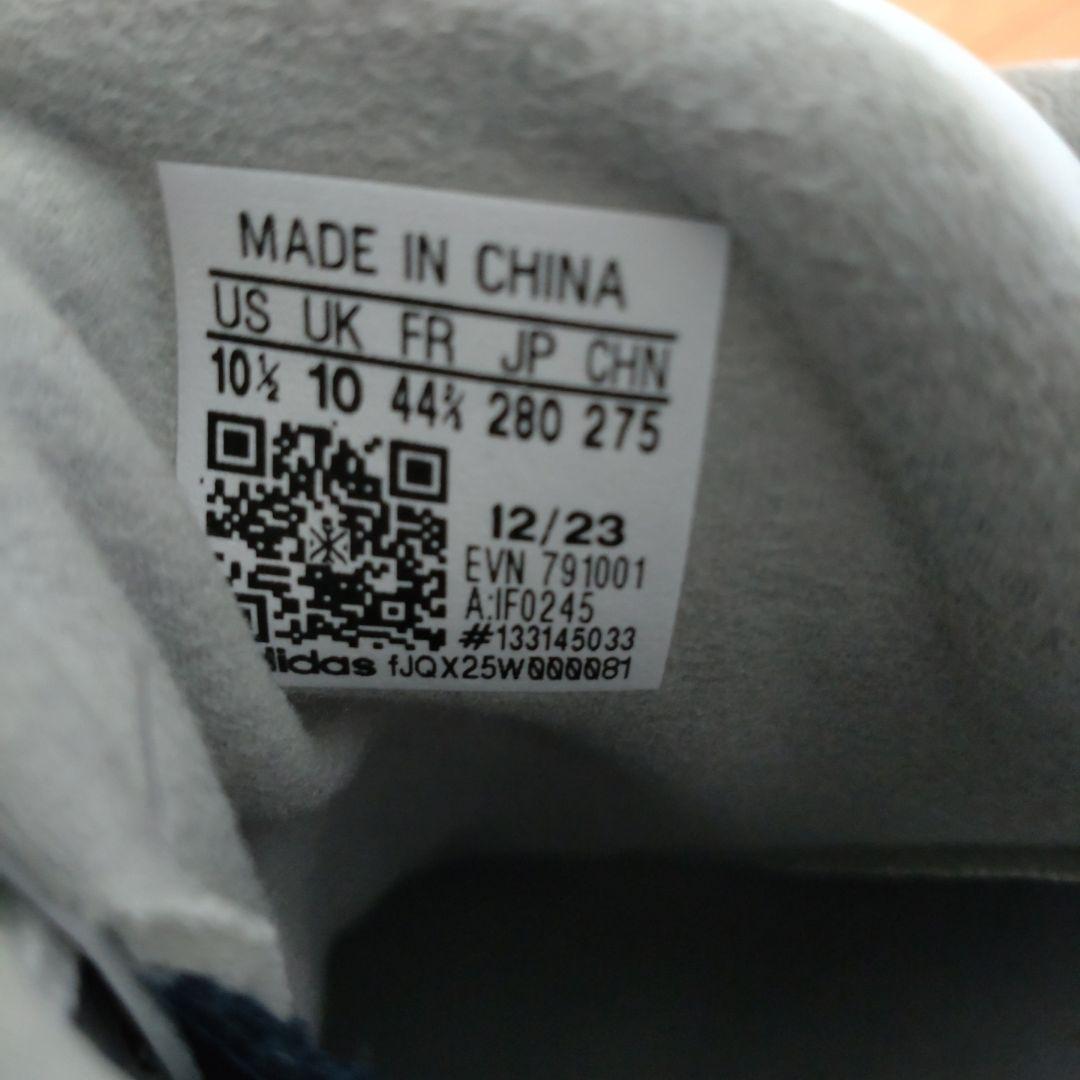 MADE IN CHINA
US UK FR JP CHN
10½ 10 44⅔ 280 275
12/23
EVN 791001
A:IF0245
#133145033
adidas fJQX25W000081